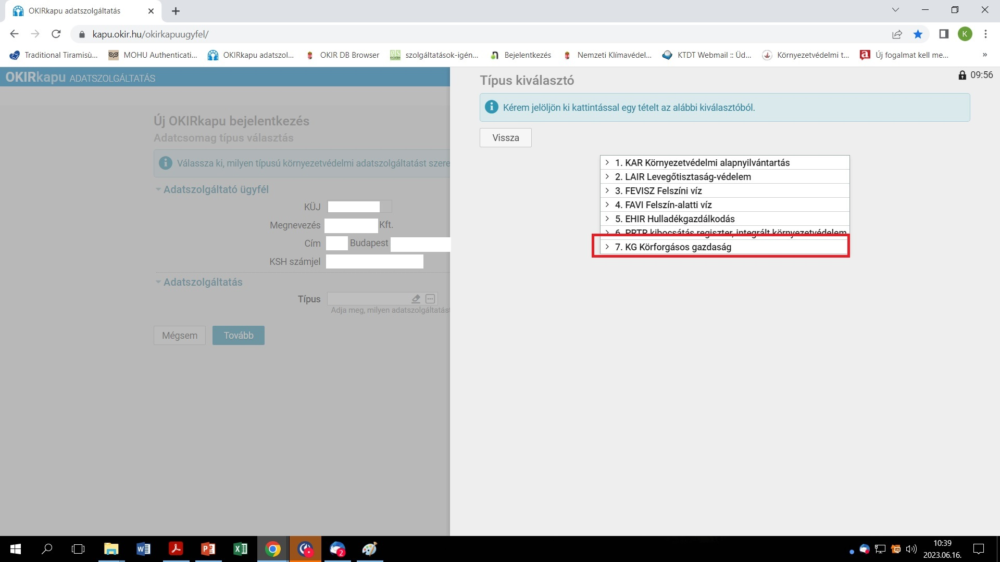 OKIRkapu adatszolgáltatás
kapu.okir.hu/okirkapuugyfel/
K
Traditional Tiramisù...
MOHU Authenticati...
OKIRkapu adatszol...
OKIR DB Browser
szolgáltatások-igén...
Bejelentkezés
Nemzeti Klímavédel...
KTDT Webmail :: Üd...
Környezetvédelmi t...
Új fogalmat kell me...
»
OKIRkapu ADATSZOLGÁLTATÁS
Új OKIRkapu bejelentkezés
Adatcsomag típus választás
Válassza ki, milyen típusú környezetvédelmi adatszolgáltatást szere
Adatszolgáltató ügyfél
KÜJ
Megnevezés Kft.
Cím Budapest
KSH számjel
Adatszolgáltatás
Típus
Adja meg, milyen adatszolgáltatást
Mégsem
Tovább
09:56
Típus kiválasztó
Kérem jelöljön ki kattintással egy tételt az alábbi kiválasztóból.
Vissza
1. KAR Környezetvédelmi alapnyilvántartás
2. LAIR Levegőtisztaság-védelem
3. FEVISZ Felszíni víz
4. FAVI Felszín-alatti víz
5. EHIR Hulladékgazdálkodás
6. PRTR kibocsátás regiszter, integrált környezetvédelem
7. KG Körforgásos gazdaság
2
10:39
2023.06.16.